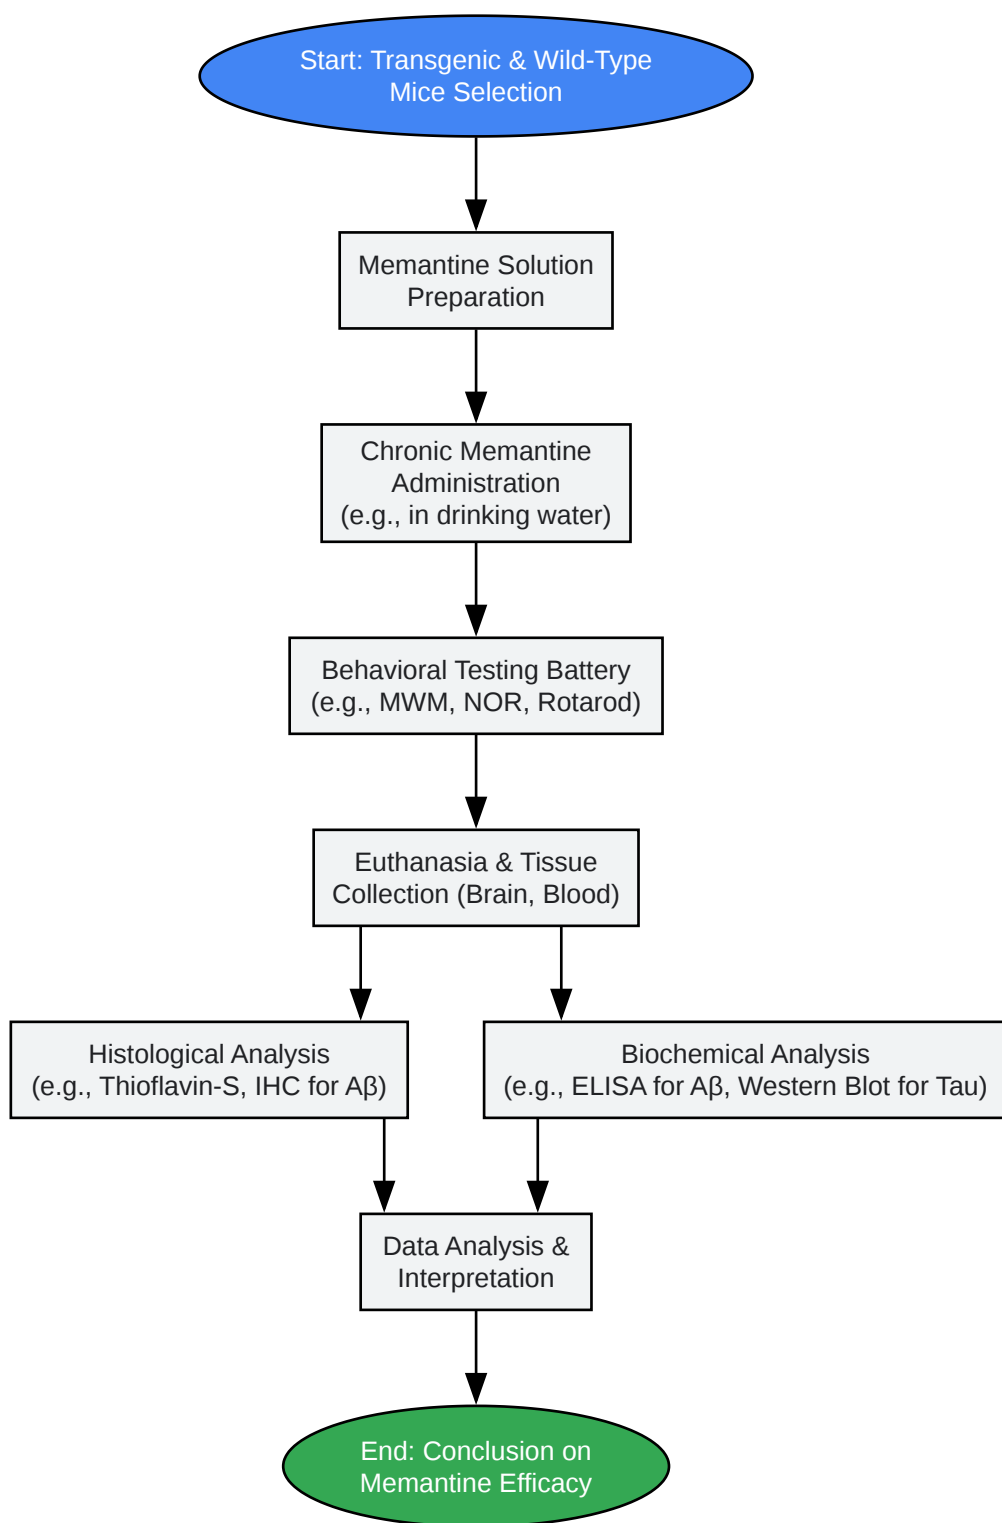 Start: Transgenic & Wild-Type
Mice Selection
Memantine Solution
Preparation
Chronic Memantine
Administration
(e.g., in drinking water)
Behavioral Testing Battery
(e.g., MWM, NOR, Rotarod)
Euthanasia & Tissue
Collection (Brain, Blood)
Histological Analysis
(e.g., Thioflavin-S, IHC for Aβ)
Biochemical Analysis
(e.g., ELISA for Aβ, Western Blot for Tau)
Data Analysis &
Interpretation
End: Conclusion on
Memantine Efficacy